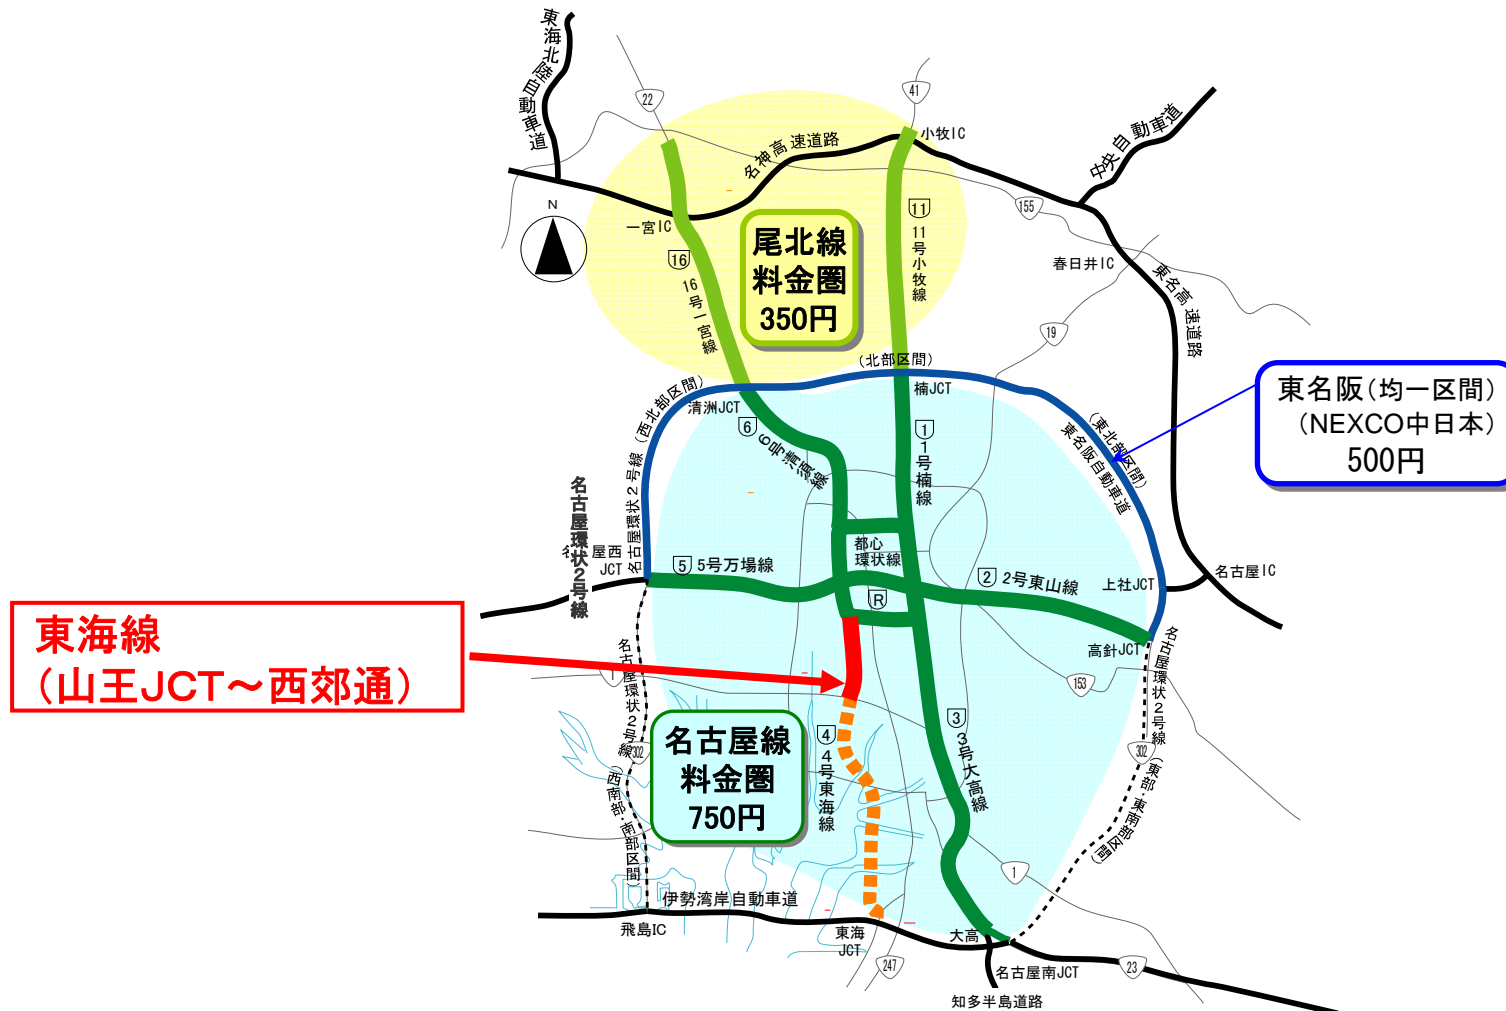 東海北陸自動車道
22
41
小牧IC
名神高速道路
中央自動車道
N
一宮IC
155
11
11号小牧線
尾北線
料金圏
350円
16
16号一宮線
春日井IC
東名高速道路
19
(北部区間)
楠JCT
清洲JCT
東名阪(均一区間)
(NEXCO中日本)
500円
名古屋環状2号線(西北部区間)
6
6号清須線
1
1号楠線
(東北部区間)
東名阪自動車道
名古屋環状2号線
名古屋西
JCT
都心
環状線
5
5号万場線
2
2号東山線
上社JCT
名古屋IC
R
東海線
(山王JCT～西郊通)
高針JCT
1
153
名古屋環状2号線(西南部・南部区間)
名古屋環状2号線(東部・東南部区間)
302
302
名古屋線
料金圏
750円
4
4号東海線
3
3号大高線
1
伊勢湾岸自動車道
飛島IC
東海
JCT
大高
247
名古屋南JCT
23
知多半島道路